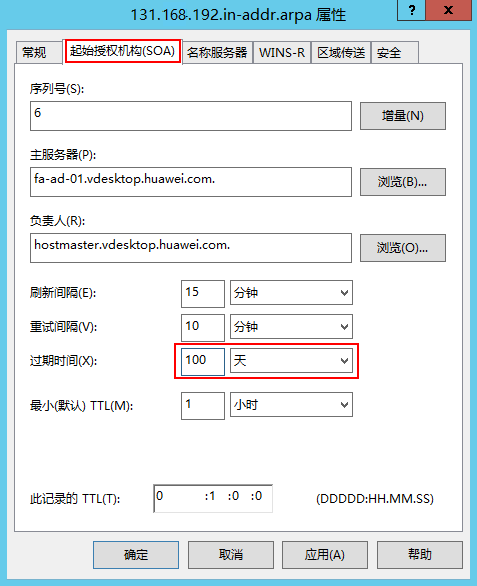 131.168.192.in-addr.arpa 属性
? x
常规 起始授权机构(SOA) 名称服务器 WINS-R 区域传送 安全
序列号(S):
6 增量(N)
主服务器(P):
fa-ad-01.vdesktop.huawei.com. 浏览(B)...
负责人(R):
hostmaster.vdesktop.huawei.com. 浏览(O)...
刷新间隔(E): 15 分钟
重试间隔(V): 10 分钟
过期时间(X): 100 天
最小(默认) TTL(M): 1 小时
此记录的 TTL(T): 0 :1 :0 :0 (DDDDD:HH.MM.SS)
确定 取消 应用(A) 帮助